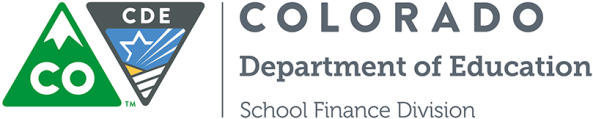 CO
TM
CDE
COLORADO
Department of Education
School Finance Division